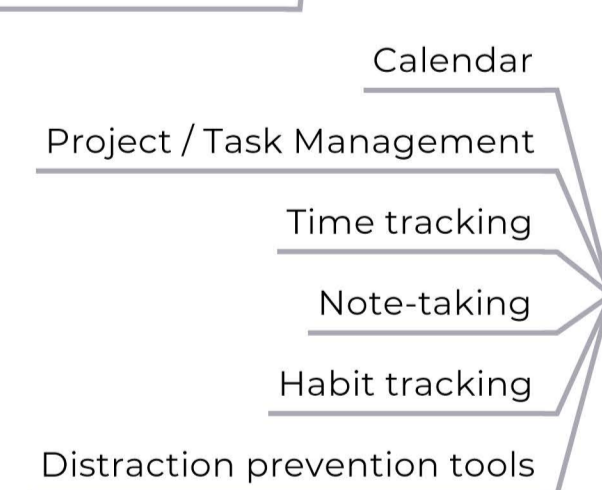 Calendar
Project / Task Management
Time tracking
Note-taking
Habit tracking
Distraction prevention tools